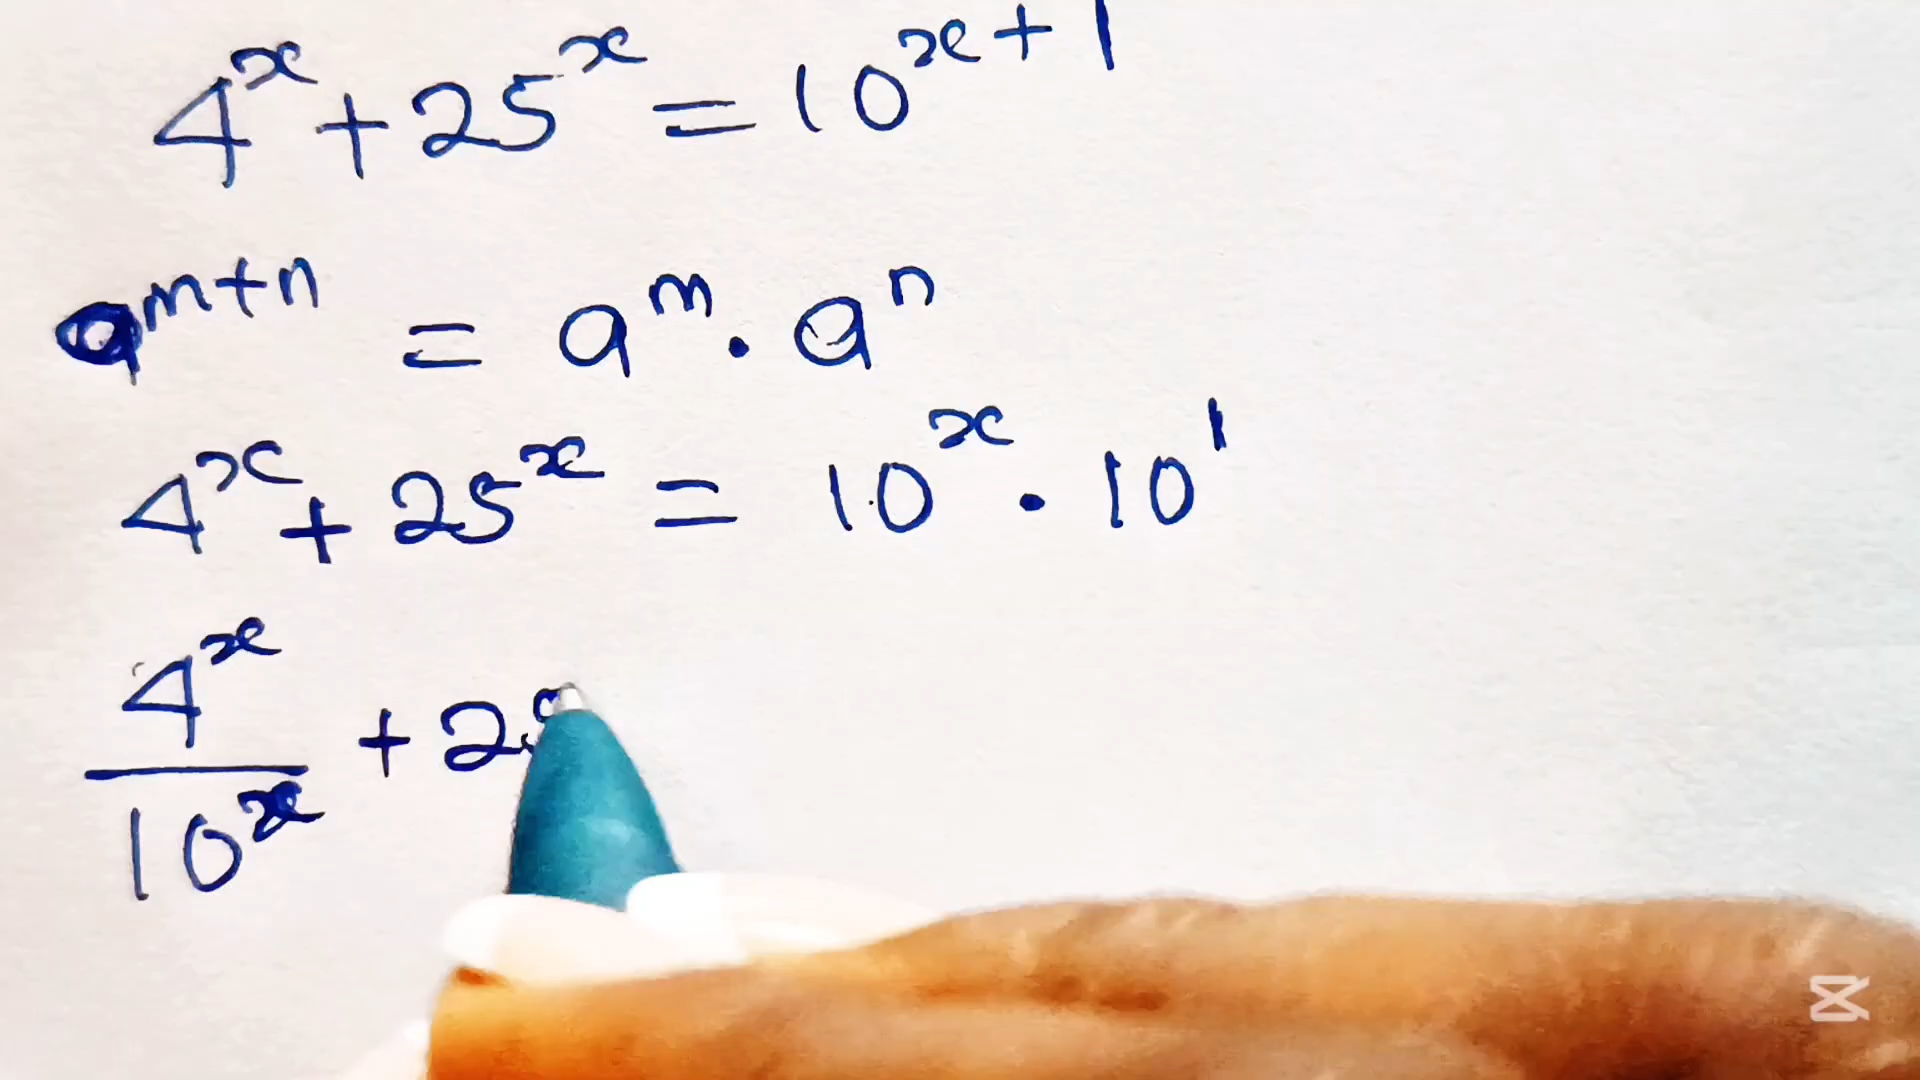 4^x + 25^x = 10^{x+1}
a^{m+n} = a^m · a^n
4^x + 25^x = 10^x · 10^1
4^x/10^x + 2